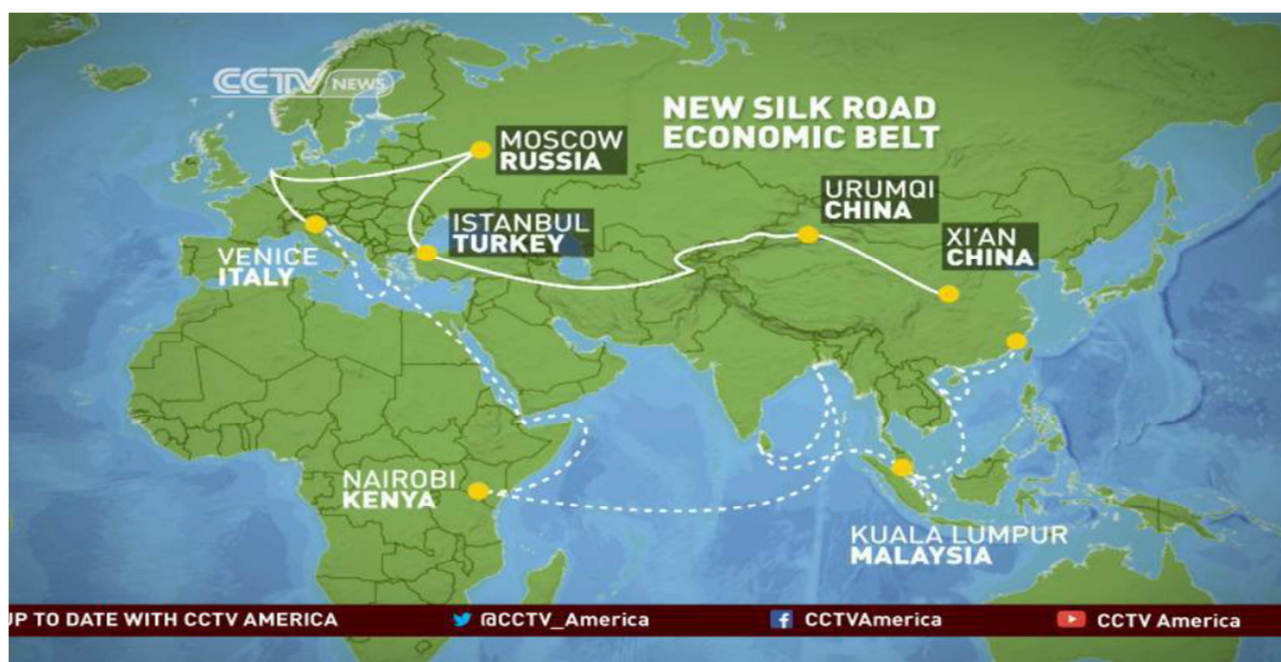 CCTV NEWS
NEW SILK ROAD
ECONOMIC BELT
MOSCOW
RUSSIA
URUMQI
CHINA
ISTANBUL
TURKEY
XI'AN
CHINA
VENICE
ITALY
NAIROBI
KENYA
KUALA LUMPUR
MALAYSIA
UP TO DATE WITH CCTV AMERICA @CCTV_America CCTVAmerica CCTV America